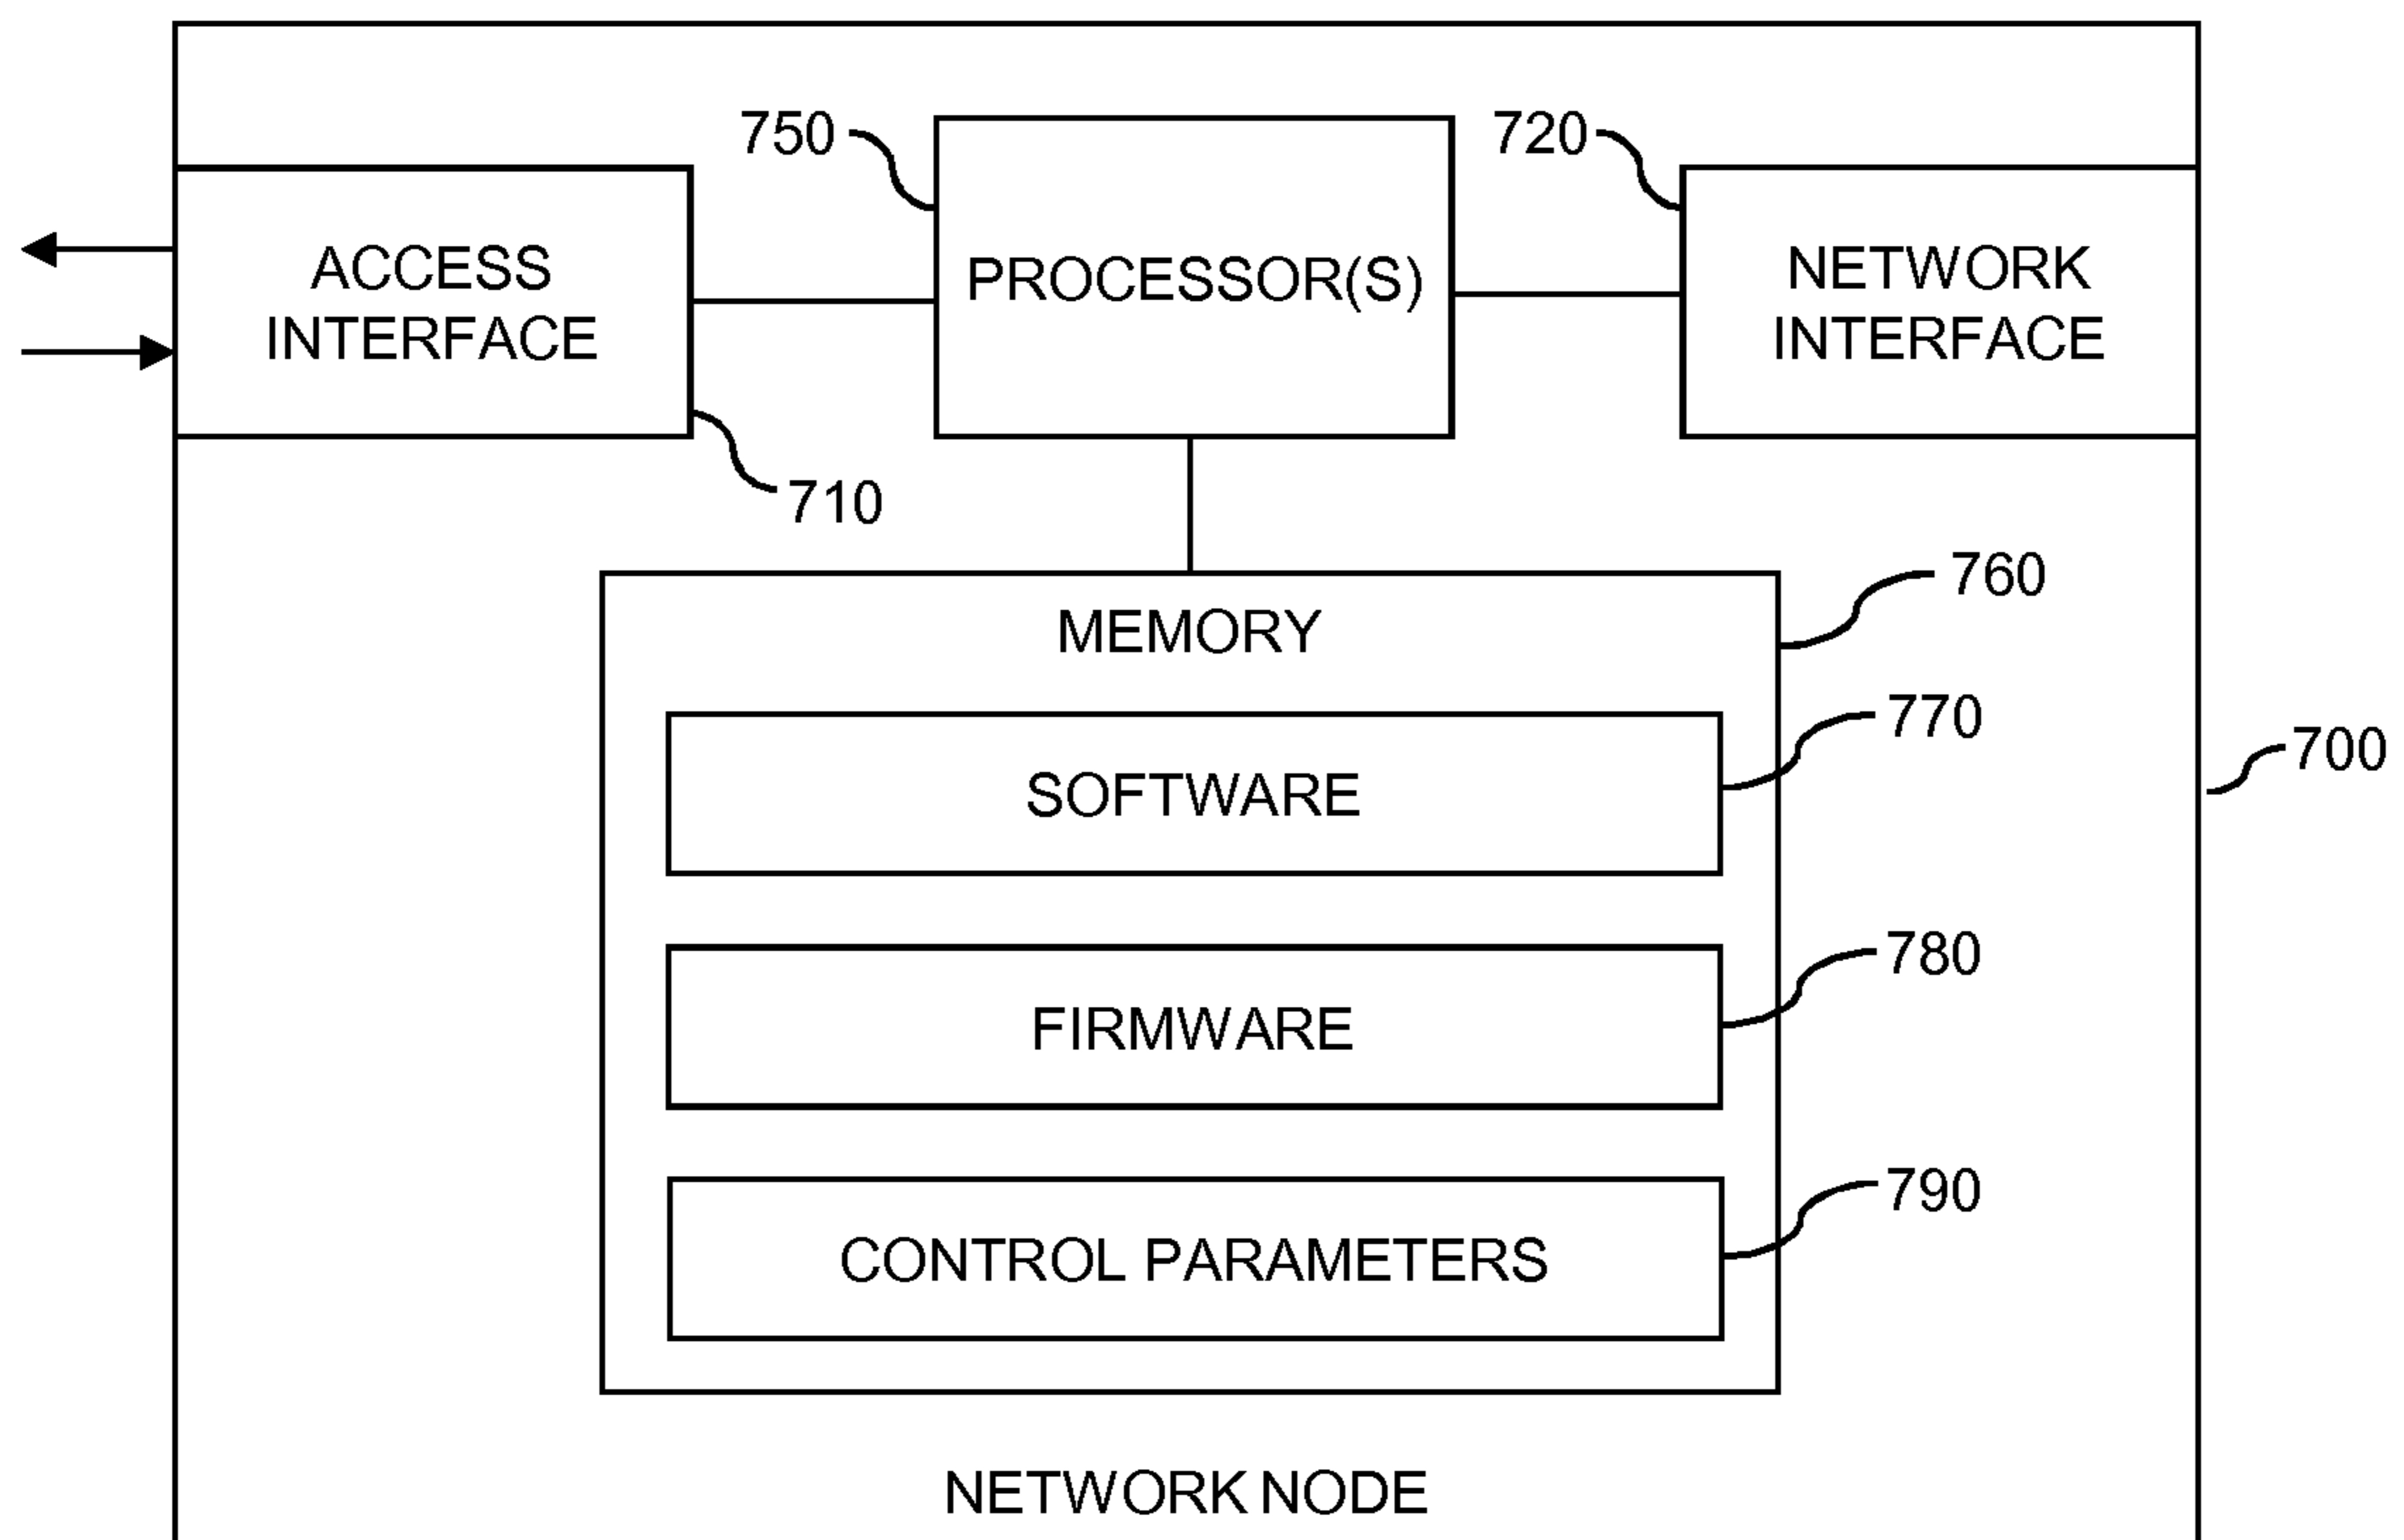 750
720
ACCESS
INTERFACE
PROCESSOR(S)
NETWORK
INTERFACE
710
760
MEMORY
770
SOFTWARE
700
780
FIRMWARE
790
CONTROL PARAMETERS
NETWORK NODE